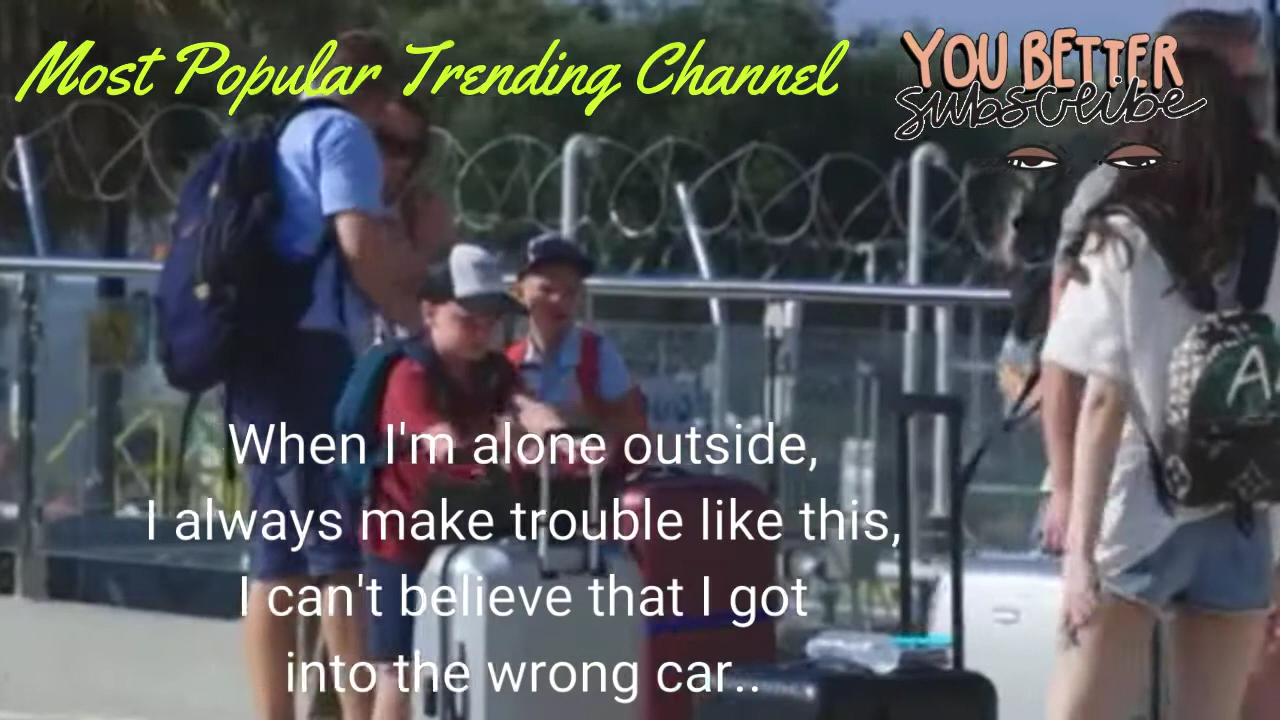 Most Popular Trending Channel
YOU BETTER
subscribe
A
When I'm alone outside,
I always make trouble like this,
I can't believe that I got
into the wrong car..